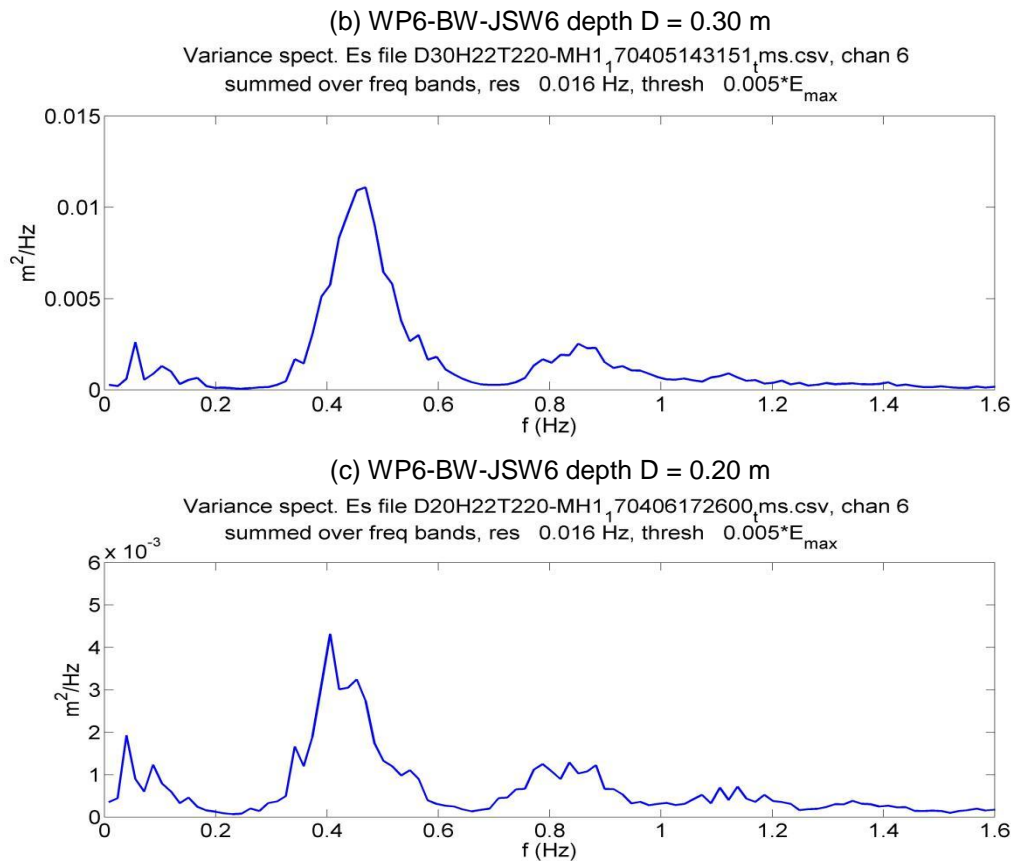 (b) WP6-BW-JSW6 depth D = 0.30 m
Variance spect. Es file D30H22T220-MH1₁70405143151ₜms.csv, chan 6
summed over freq bands, res 0.016 Hz, thresh 0.005*Eₘₐₓ
0.015
0.01
0.005
0
m²/Hz
0 0.2 0.4 0.6 0.8 1 1.2 1.4 1.6
f (Hz)
(c) WP6-BW-JSW6 depth D = 0.20 m
Variance spect. Es file D20H22T220-MH1₁70406172600ₜms.csv, chan 6
summed over freq bands, res 0.016 Hz, thresh 0.005*Eₘₐₓ
x 10⁻³
6
5
4
3
2
1
0
m²/Hz
0 0.2 0.4 0.6 0.8 1 1.2 1.4 1.6
f (Hz)